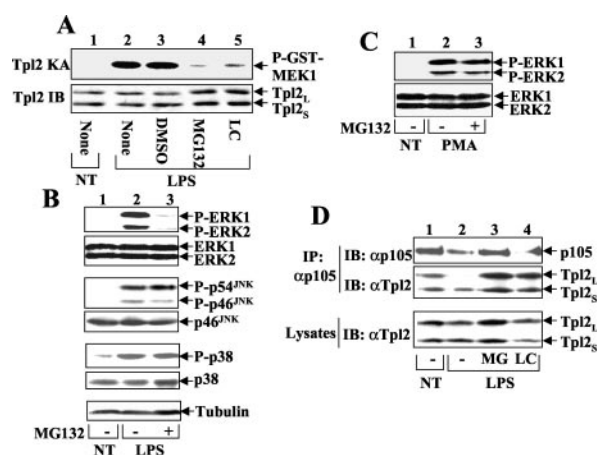 A
1 2 3 4 5
Tpl2 KA
P-GST-
MEK1
Tpl2 IB
Tpl2L
Tpl2S
None
None
DMSO
MG132
LC
NT
LPS
B
1 2 3
P-ERK1
P-ERK2
ERK1
ERK2
P-p54JNK
P-p46JNK
p46JNK
P-p38
p38
Tubulin
MG132
- +
NT LPS
C
1 2 3
P-ERK1
P-ERK2
ERK1
ERK2
MG132 - +
NT PMA
D
1 2 3 4
IP:
αp105
IB: αp105
p105
IB: αTpl2
Tpl2L
Tpl2S
Lysates IB: αTpl2
Tpl2L
Tpl2S
- - MG LC
NT LPS